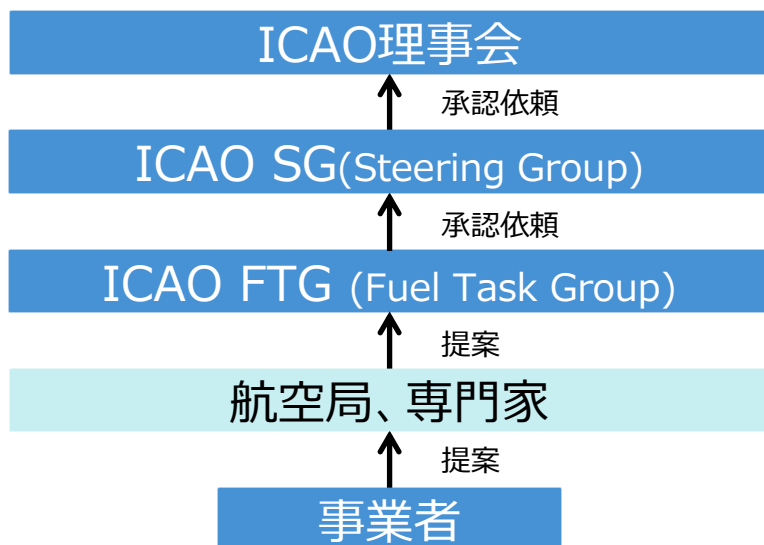 ICAO理事会
承認依頼
ICAO SG(Steering Group)
承認依頼
ICAO FTG (Fuel Task Group)
提案
航空局、専門家
提案
事業者